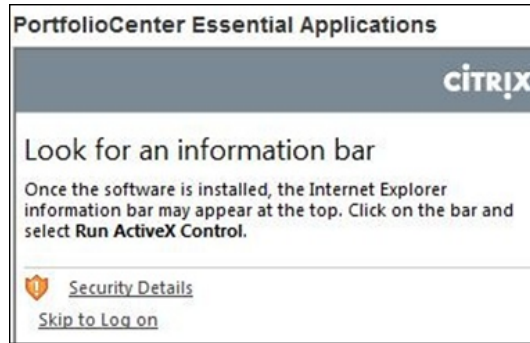 PortfolioCenter Essential Applications
CİTRIX
Look for an information bar
Once the software is installed, the Internet Explorer
information bar may appear at the top. Click on the bar and
select Run ActiveX Control.
Security Details
Skip to Log on